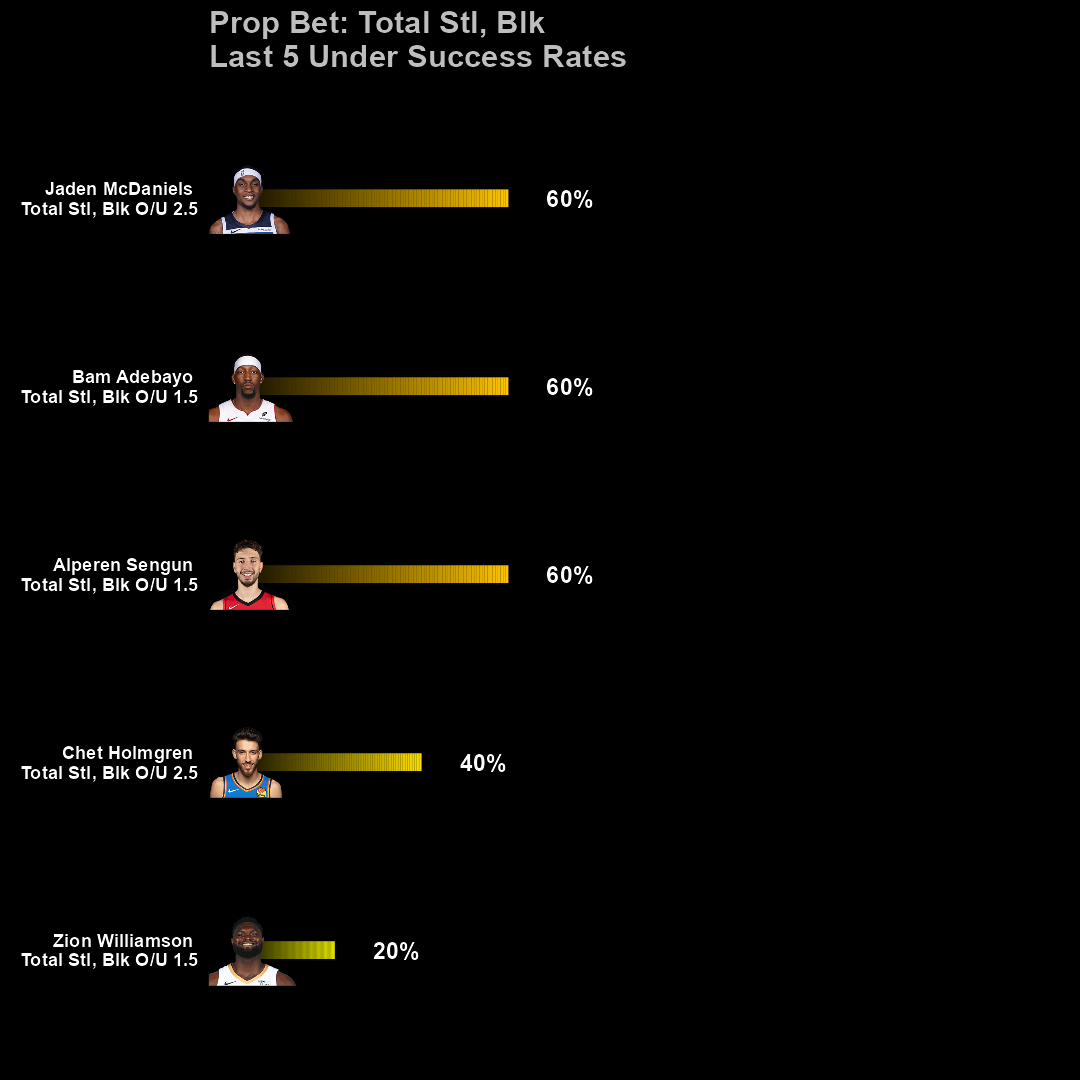 Prop Bet: Total Stl, Blk
Last 5 Under Success Rates
Jaden McDaniels
Total Stl, Blk O/U 2.5
60%
Bam Adebayo
Total Stl, Blk O/U 1.5
60%
Alperen Sengun
Total Stl, Blk O/U 1.5
60%
Chet Holmgren
Total Stl, Blk O/U 2.5
40%
Zion Williamson
Total Stl, Blk O/U 1.5
20%